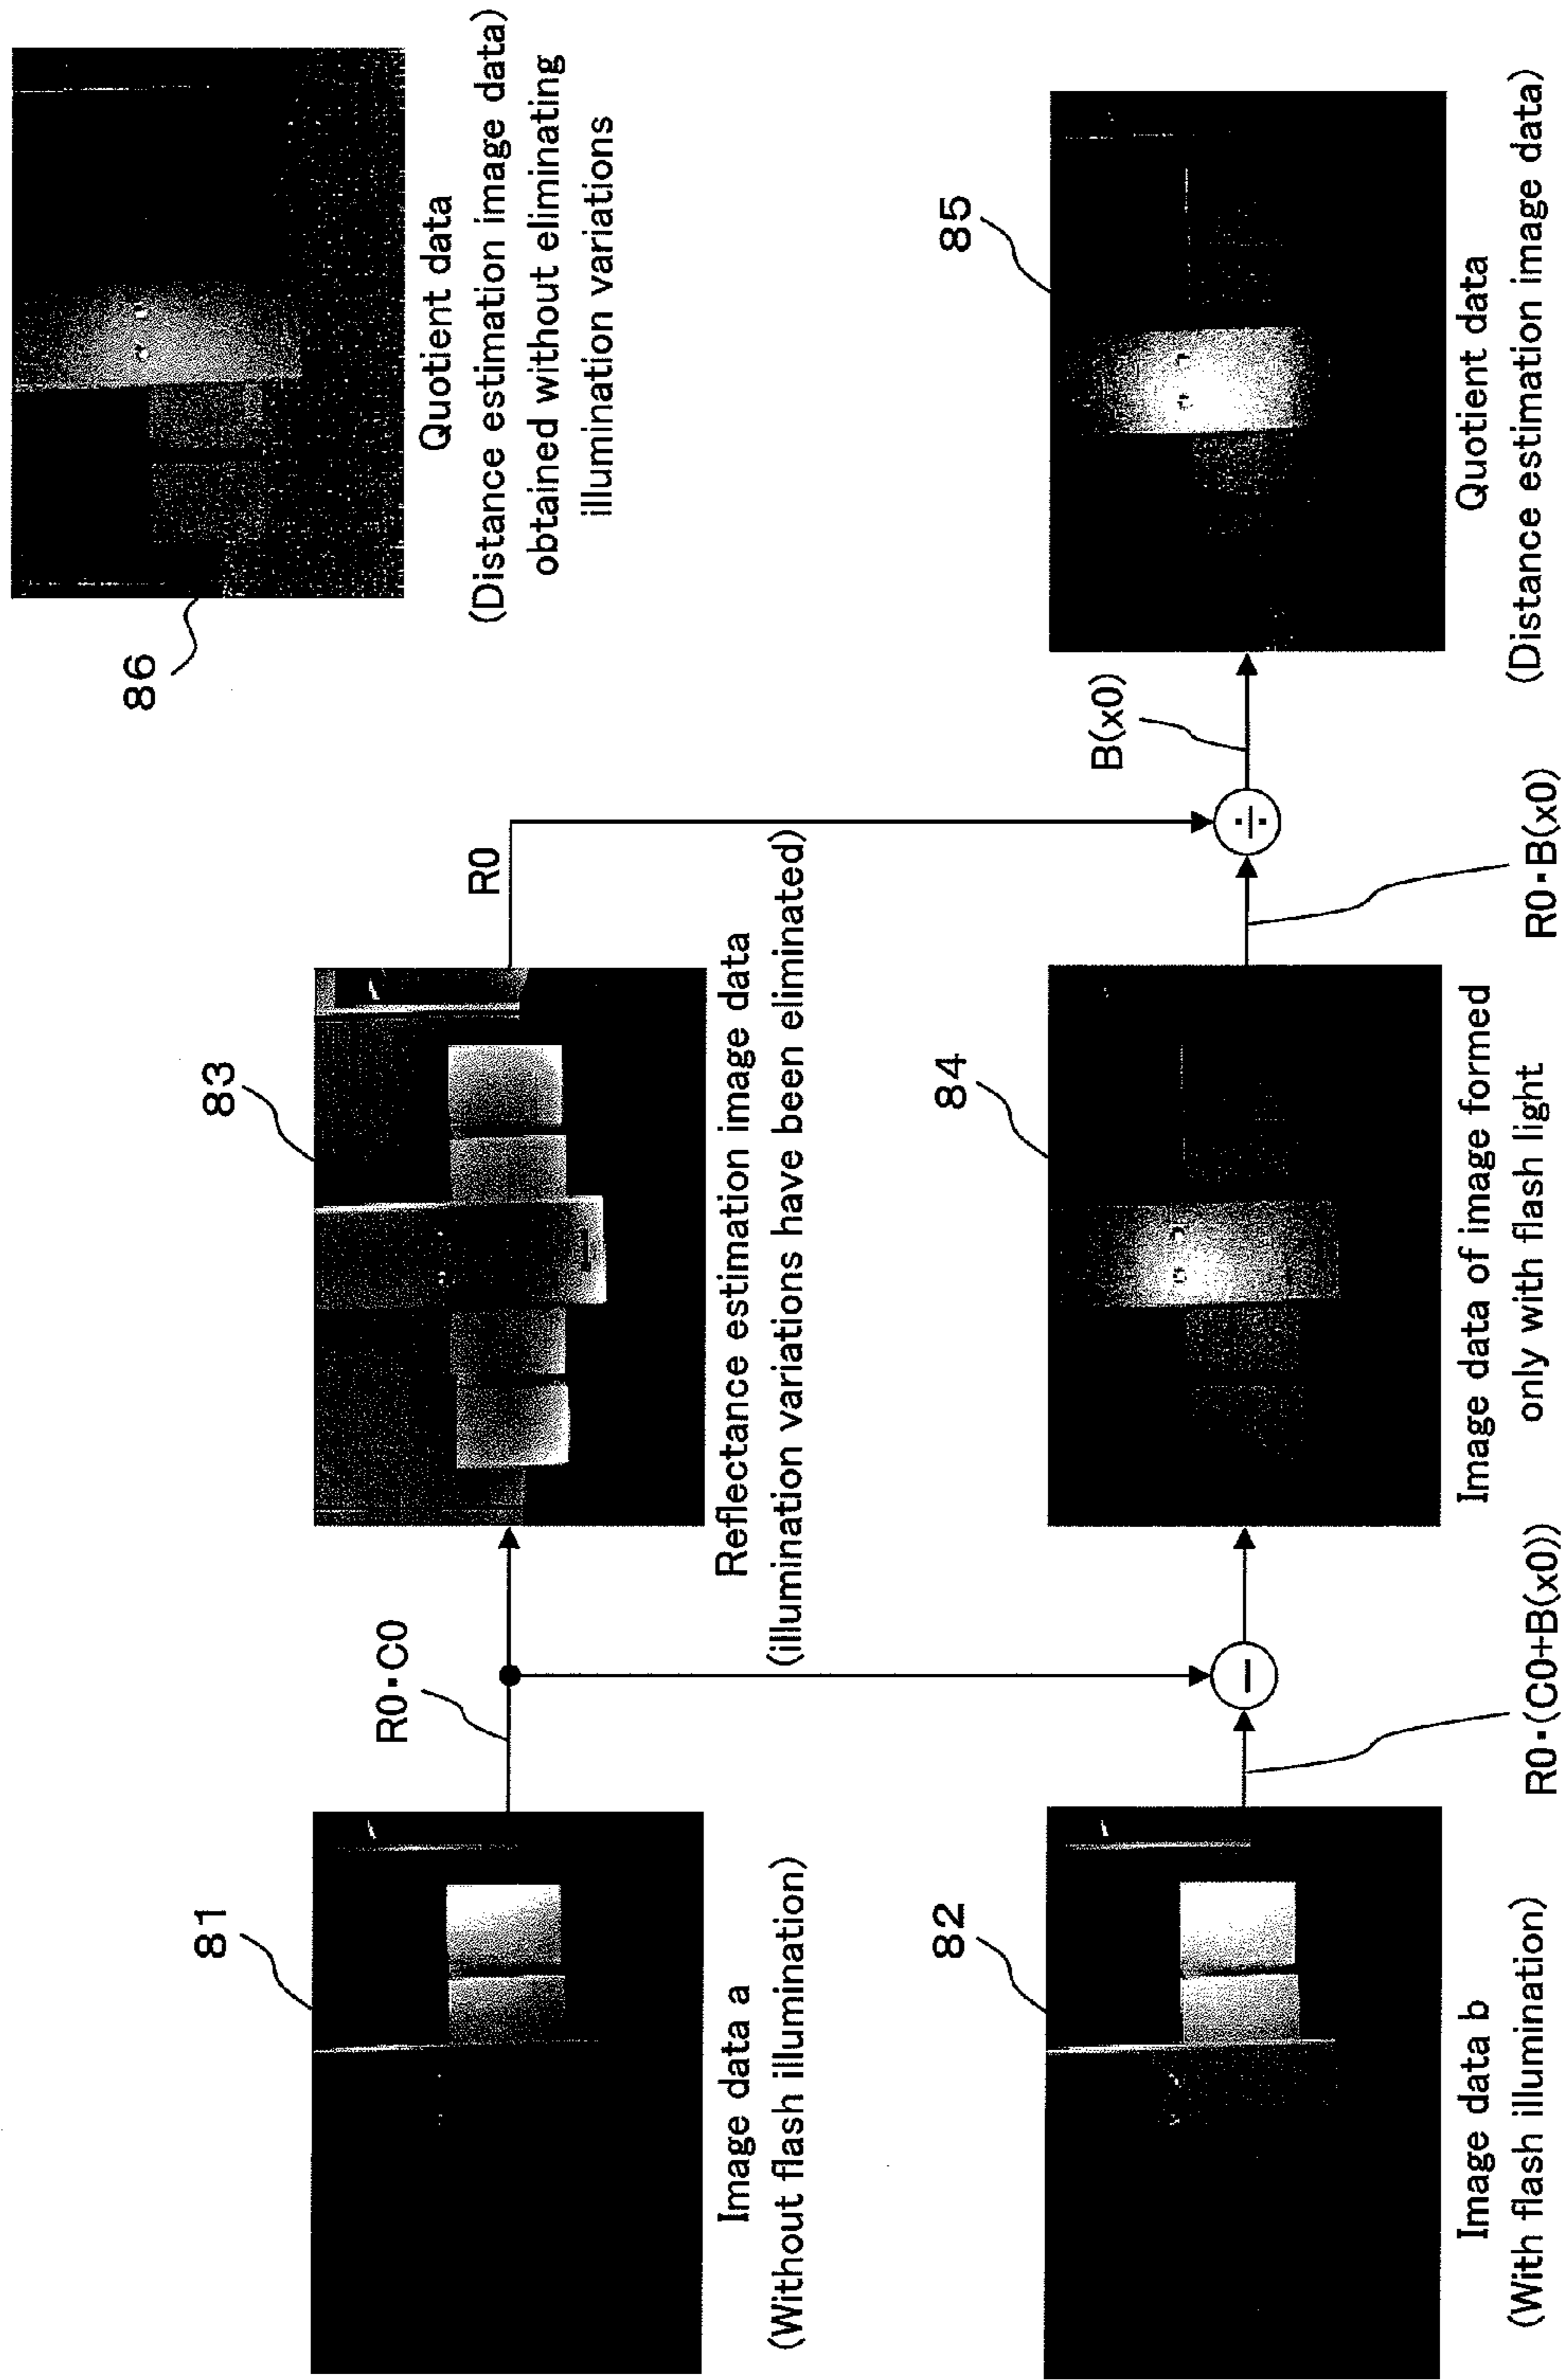 81
Image data a
(Without flash illumination)
R0·C0
83
Reflectance estimation image data
(illumination variations have been eliminated)
R0
86
Quotient data
(Distance estimation image data)
obtained without eliminating
illumination variations
82
Image data b
(With flash illumination)
R0·(C0+B(x0))
−
84
Image data of image formed
only with flash light
R0·B(x0)
÷
B(x0)
85
Quotient data
(Distance estimation image data)